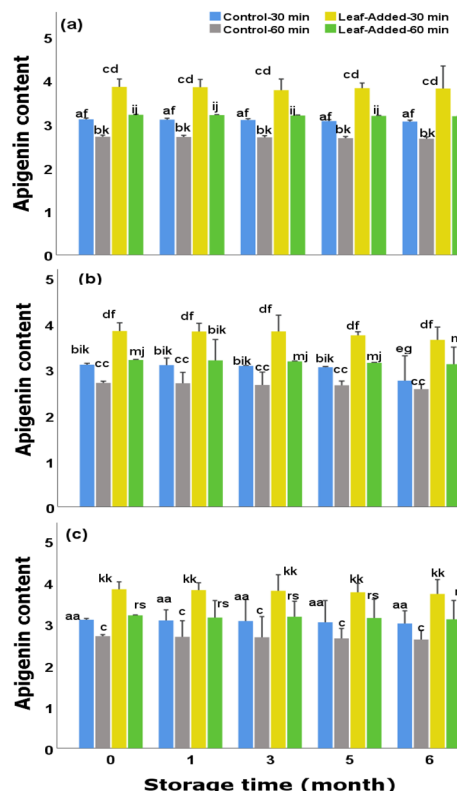 Control-30 min Leaf-Added-30 min
Control-60 min Leaf-Added-60 min
(a)
Apigenin content
5
4
3
2
1
0
af bk cd ij af bk cd ij af bk cd ij af bk cd ij af bk cd
(b)
Apigenin content
5
4
3
2
1
0
bik cc df mj bik cc df bik bik cc df mj bik cc df mj eg cc df
(c)
Apigenin content
5
4
3
2
1
0
aa c kk rs aa c kk rs aa c kk rs aa c kk rs aa c kk rs
0 1 3 5 6
Storage time (month)